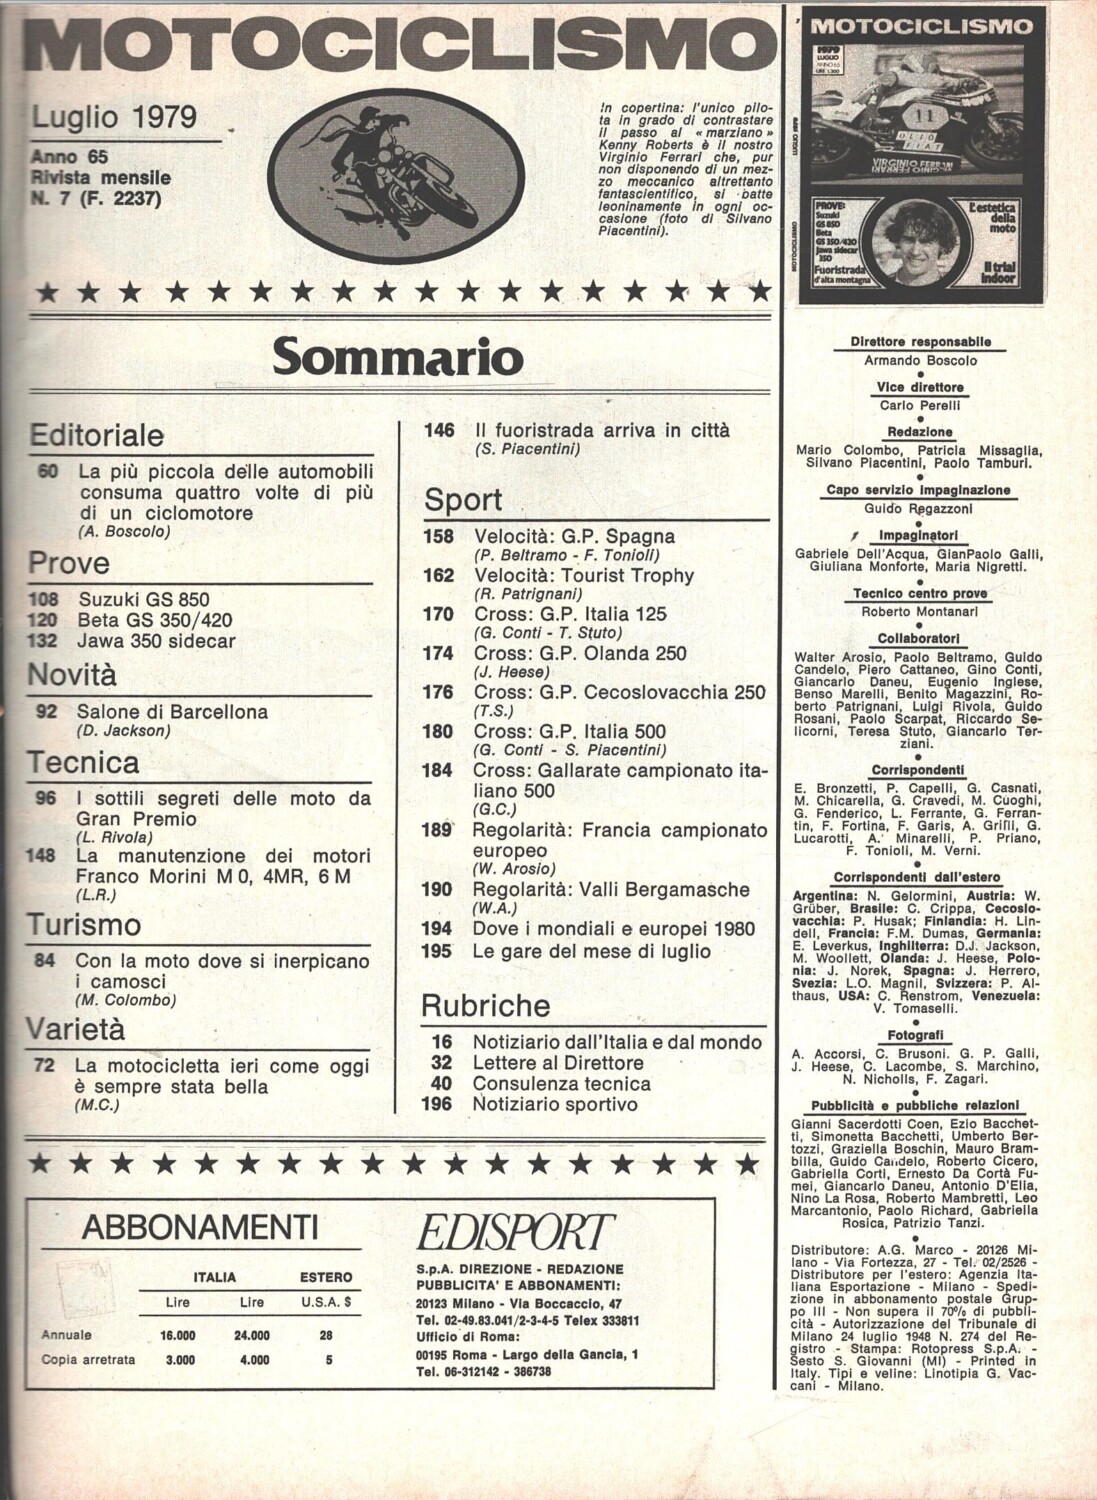 MOTOCICLISMO
Luglio 1979
Anno 65
Rivista mensile
N. 7 (F. 2237)
In copertina: l'unico pilo-
ta in grado di contrastare
il passo al « marziano »
Kenny Roberts è il nostro
Virginio Ferrari che, pur
non disponendo di un mez-
zo meccanico altrettanto
fantascientifico, si batte
leoninamente in ogni oc-
casione (foto di Silvano
Piacentini).
MOTOCICLISMO
1979
LUGLIO
ANNO 65
LIRE 1.300
11
OLIO
FIAT
VIRGINIO FERRARI
LUGLIO 1979
MOTOCICLISMO
PROVE:
Suzuki
GS 850
Beta
GS 350/420
Jawa sidecar
350
Fuoristrada
d'alta montagna
L'estetica
della
moto
Il trial
indoor
Sommario
Editoriale
60 La più piccola delle automobili
consuma quattro volte di più
di un ciclomotore
(A. Boscolo)
Prove
108 Suzuki GS 850
120 Beta GS 350/420
132 Jawa 350 sidecar
Novità
92 Salone di Barcellona
(D. Jackson)
Tecnica
96 I sottili segreti delle moto da
Gran Premio
(L. Rivola)
148 La manutenzione dei motori
Franco Morini M 0, 4MR, 6 M
(L.R.)
Turismo
84 Con la moto dove si inerpicano
i camosci
(M. Colombo)
Varietà
72 La motocicletta ieri come oggi
è sempre stata bella
(M.C.)
146 Il fuoristrada arriva in città
(S. Piacentini)
Sport
158 Velocità: G.P. Spagna
(P. Beltramo - F. Tonioli)
162 Velocità: Tourist Trophy
(R. Patrignani)
170 Cross: G.P. Italia 125
(G. Conti - T. Stuto)
174 Cross: G.P. Olanda 250
(J. Heese)
176 Cross: G.P. Cecoslovacchia 250
(T.S.)
180 Cross: G.P. Italia 500
(G. Conti - S. Piacentini)
184 Cross: Gallarate campionato ita-
liano 500
(G.C.)
189 Regolarità: Francia campionato
europeo
(W. Arosio)
190 Regolarità: Valli Bergamasche
(W.A.)
194 Dove i mondiali e europei 1980
195 Le gare del mese di luglio
Rubriche
16 Notiziario dall'Italia e dal mondo
32 Lettere al Direttore
40 Consulenza tecnica
196 Notiziario sportivo
Direttore responsabile
Armando Boscolo
Vice direttore
Carlo Perelli
Redazione
Mario Colombo, Patricia Missaglia,
Silvano Piacentini, Paolo Tamburi.
Capo servizio impaginazione
Guido Regazzoni
Impaginatori
Gabriele Dell'Acqua, GianPaolo Galli,
Giuliana Monforte, Maria Nigretti.
Tecnico centro prove
Roberto Montanari
Collaboratori
Walter Arosio, Paolo Beltramo, Guido
Candelo, Piero Cattaneo, Gino Conti,
Giancarlo Daneu, Eugenio Inglese,
Benso Marelli, Benito Magazzini, Ro-
berto Patrignani, Luigi Rivola, Guido
Rosani, Paolo Scarpat, Riccardo Se-
licorni, Teresa Stuto, Giancarlo Ter-
ziani.
Corrispondenti
E. Bronzetti, P. Capelli, G. Casnati,
M. Chicarella, G. Cravedi, M. Cuoghi,
G. Fenderico, L. Ferrante, G. Ferran-
tin, F. Fortina, F. Garis, A. Grifli, G.
Lucarotti, A. Minarelli, P. Priano,
F. Tonioli, M. Verni.
Corrispondenti dall'estero
Argentina: N. Gelormini, Austria: W.
Grüber, Brasile: C. Crippa, Cecoslo-
vacchia: P. Husak; Finlandia: H. Lin-
dell, Francia: F.M. Dumas, Germania:
E. Leverkus, Inghilterra: D.J. Jackson,
M. Woollett, Olanda: J. Heese, Polo-
nia: J. Norek, Spagna: J. Herrero,
Svezia: L.O. Magnil, Svizzera: P. Al-
thaus, USA: C. Renstrom, Venezuela:
V. Tomaselli.
Fotografi
A. Accorsi, C. Brusoni. G. P. Galli,
J. Heese, C. Lacombe, S. Marchino,
N. Nicholls, F. Zagari.
Pubblicità e pubbliche relazioni
Gianni Sacerdotti Coen, Ezio Bacchet-
ti, Simonetta Bacchetti, Umberto Ber-
tozzi, Graziella Boschin, Mauro Bram-
billa, Guido Candelo, Roberto Cicero,
Gabriella Corti, Ernesto Da Cortà Fu-
mei, Giancarlo Daneu, Antonio D'Elia,
Nino La Rosa, Roberto Mambretti, Leo
Marcantonio, Paolo Richard, Gabriella
Rosica, Patrizio Tanzi.
Distributore: A.G. Marco - 20126 Mi-
lano - Via Fortezza, 27 - Tel. 02/2526 -
Distributore per l'estero: Agenzia Ita-
liana Esportazione - Milano - Spedi-
zione in abbonamento postale Grup-
po III - Non supera il 70% di pubbli-
cità - Autorizzazione del Tribunale di
Milano 24 luglio 1948 N. 274 del Re-
gistro - Stampa: Rotopress S.p.A. -
Sesto S. Giovanni (MI) - Printed in
Italy. Tipi e veline: Linotipia G. Vac-
cani - Milano.
ABBONAMENTI
ITALIA ESTERO
Lire Lire U.S.A. $
Annuale 16.000 24.000 28
Copia arretrata 3.000 4.000 5
EDISPORT
S.p.A. DIREZIONE - REDAZIONE
PUBBLICITA' E ABBONAMENTI:
20123 Milano - Via Boccaccio, 47
Tel. 02-49.83.041/2-3-4-5 Telex 333811
Ufficio di Roma:
00195 Roma - Largo della Gancia, 1
Tel. 06-312142 - 386738